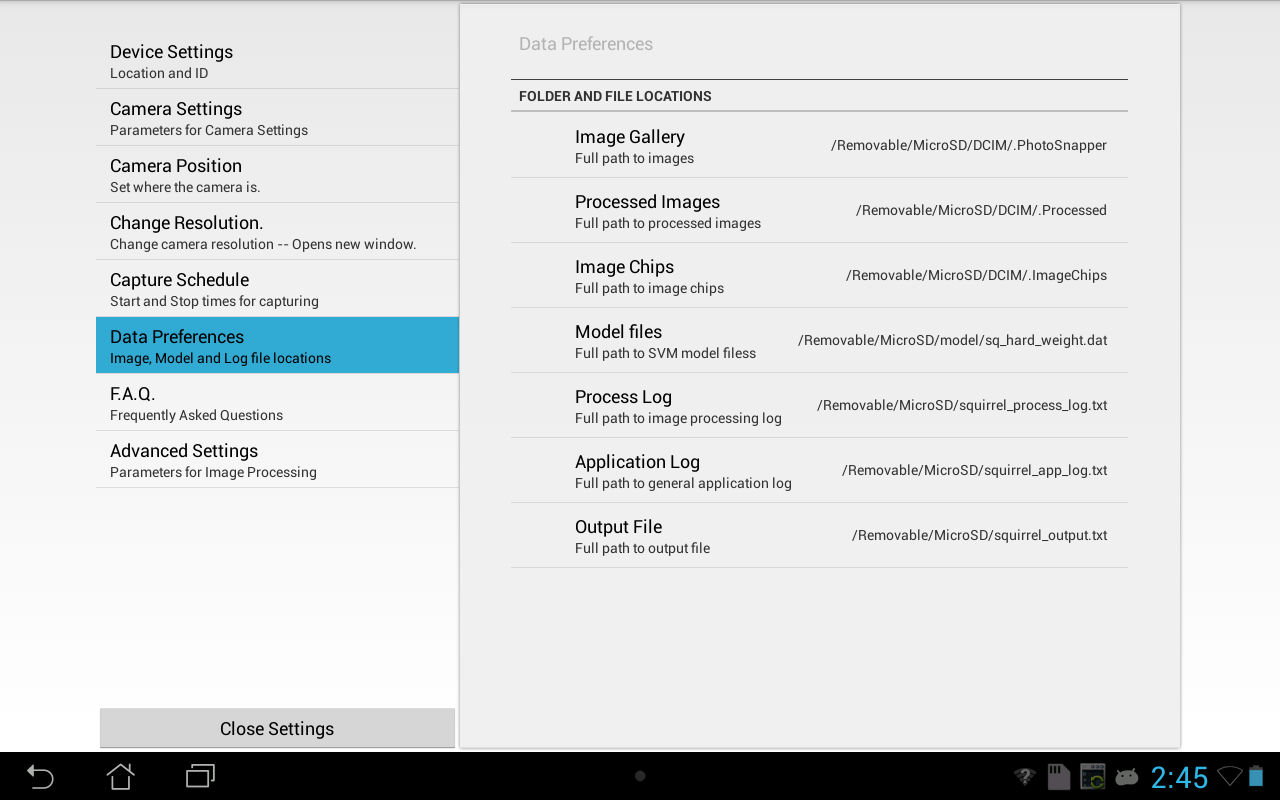 Device Settings
Location and ID
Camera Settings
Parameters for Camera Settings
Camera Position
Set where the camera is.
Change Resolution.
Change camera resolution -- Opens new window.
Capture Schedule
Start and Stop times for capturing
Data Preferences
Image, Model and Log file locations
F.A.Q.
Frequently Asked Questions
Advanced Settings
Parameters for Image Processing
Close Settings
Data Preferences
FOLDER AND FILE LOCATIONS
Image Gallery
Full path to images
/Removable/MicroSD/DCIM/.PhotoSnapper
Processed Images
Full path to processed images
/Removable/MicroSD/DCIM/.Processed
Image Chips
Full path to image chips
/Removable/MicroSD/DCIM/.ImageChips
Model files
Full path to SVM model filess
/Removable/MicroSD/model/sq_hard_weight.dat
Process Log
Full path to image processing log
/Removable/MicroSD/squirrel_process_log.txt
Application Log
Full path to general application log
/Removable/MicroSD/squirrel_app_log.txt
Output File
Full path to output file
/Removable/MicroSD/squirrel_output.txt
2:45